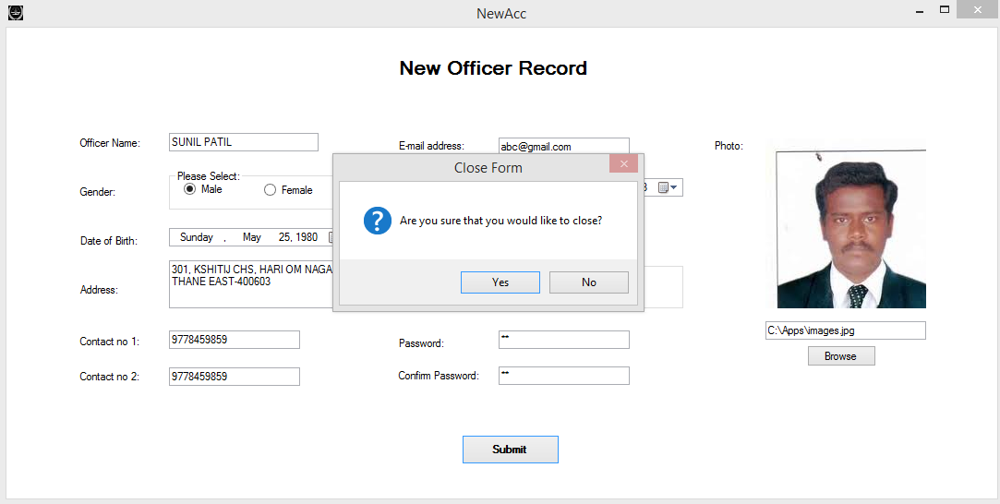 NewAcc
New Officer Record
Officer Name:
SUNIL PATIL
E-mail address:
abc@gmail.com
Photo:
Close Form
Gender:
Please Select:
Male
Female
Are you sure that you would like to close?
Yes
No
Date of Birth:
Sunday , May 25, 1980
Address:
301, KSHITIJ CHS, HARI OM NAGA
THANE EAST-400603
C:\Apps\images.jpg
Browse
Contact no 1:
9778459859
Password:
**
Contact no 2:
9778459859
Confirm Password:
**
Submit